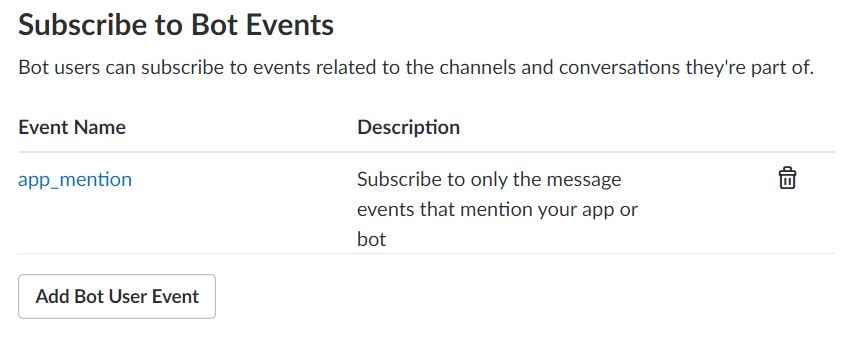 Subscribe to Bot Events
Bot users can subscribe to events related to the channels and conversations they're part of.
Event Name Description
app_mention Subscribe to only the message
events that mention your app or
bot
Add Bot User Event